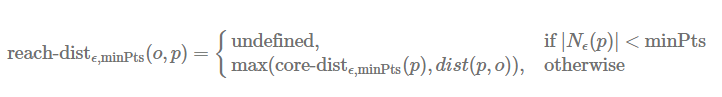 reach-dist_{ϵ,minPts}(o, p) = { undefined, if |N_ϵ(p)| < minPts
max(core-dist_{ϵ,minPts}(p), dist(p, o)), otherwise